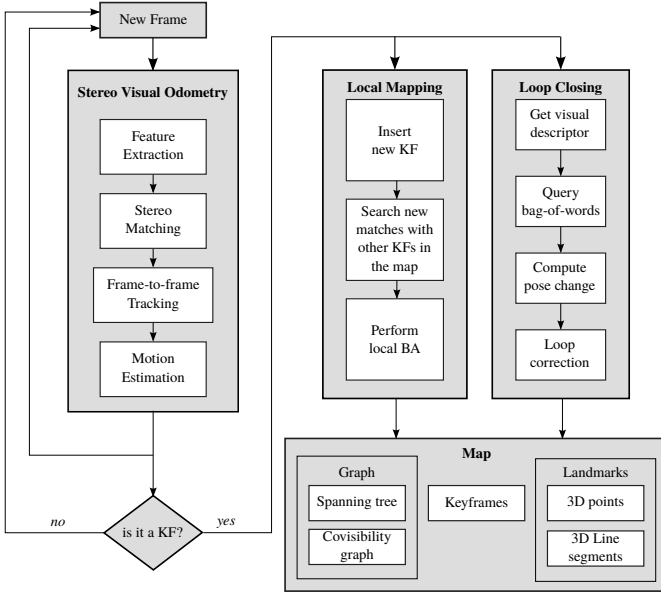 New Frame
Stereo Visual Odometry
Feature
Extraction
Stereo
Matching
Frame-to-frame
Tracking
Motion
Estimation
is it a KF?
no
yes
Local Mapping
Insert
new KF
Search new
matches with
other KFs in
the map
Perform
local BA
Loop Closing
Get visual
descriptor
Query
bag-of-words
Compute
pose change
Loop
correction
Map
Graph
Spanning tree
Covisibility
graph
Keyframes
Landmarks
3D points
3D Line
segments